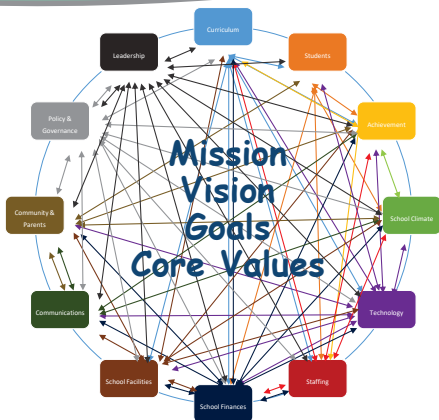 Curriculum
Leadership
Students
Policy &
Governance
Achievement
Mission
Vision
Goals
Core Values
Community &
Parents
School Climate
Communications
Technology
School Facilities
Staffing
School Finances